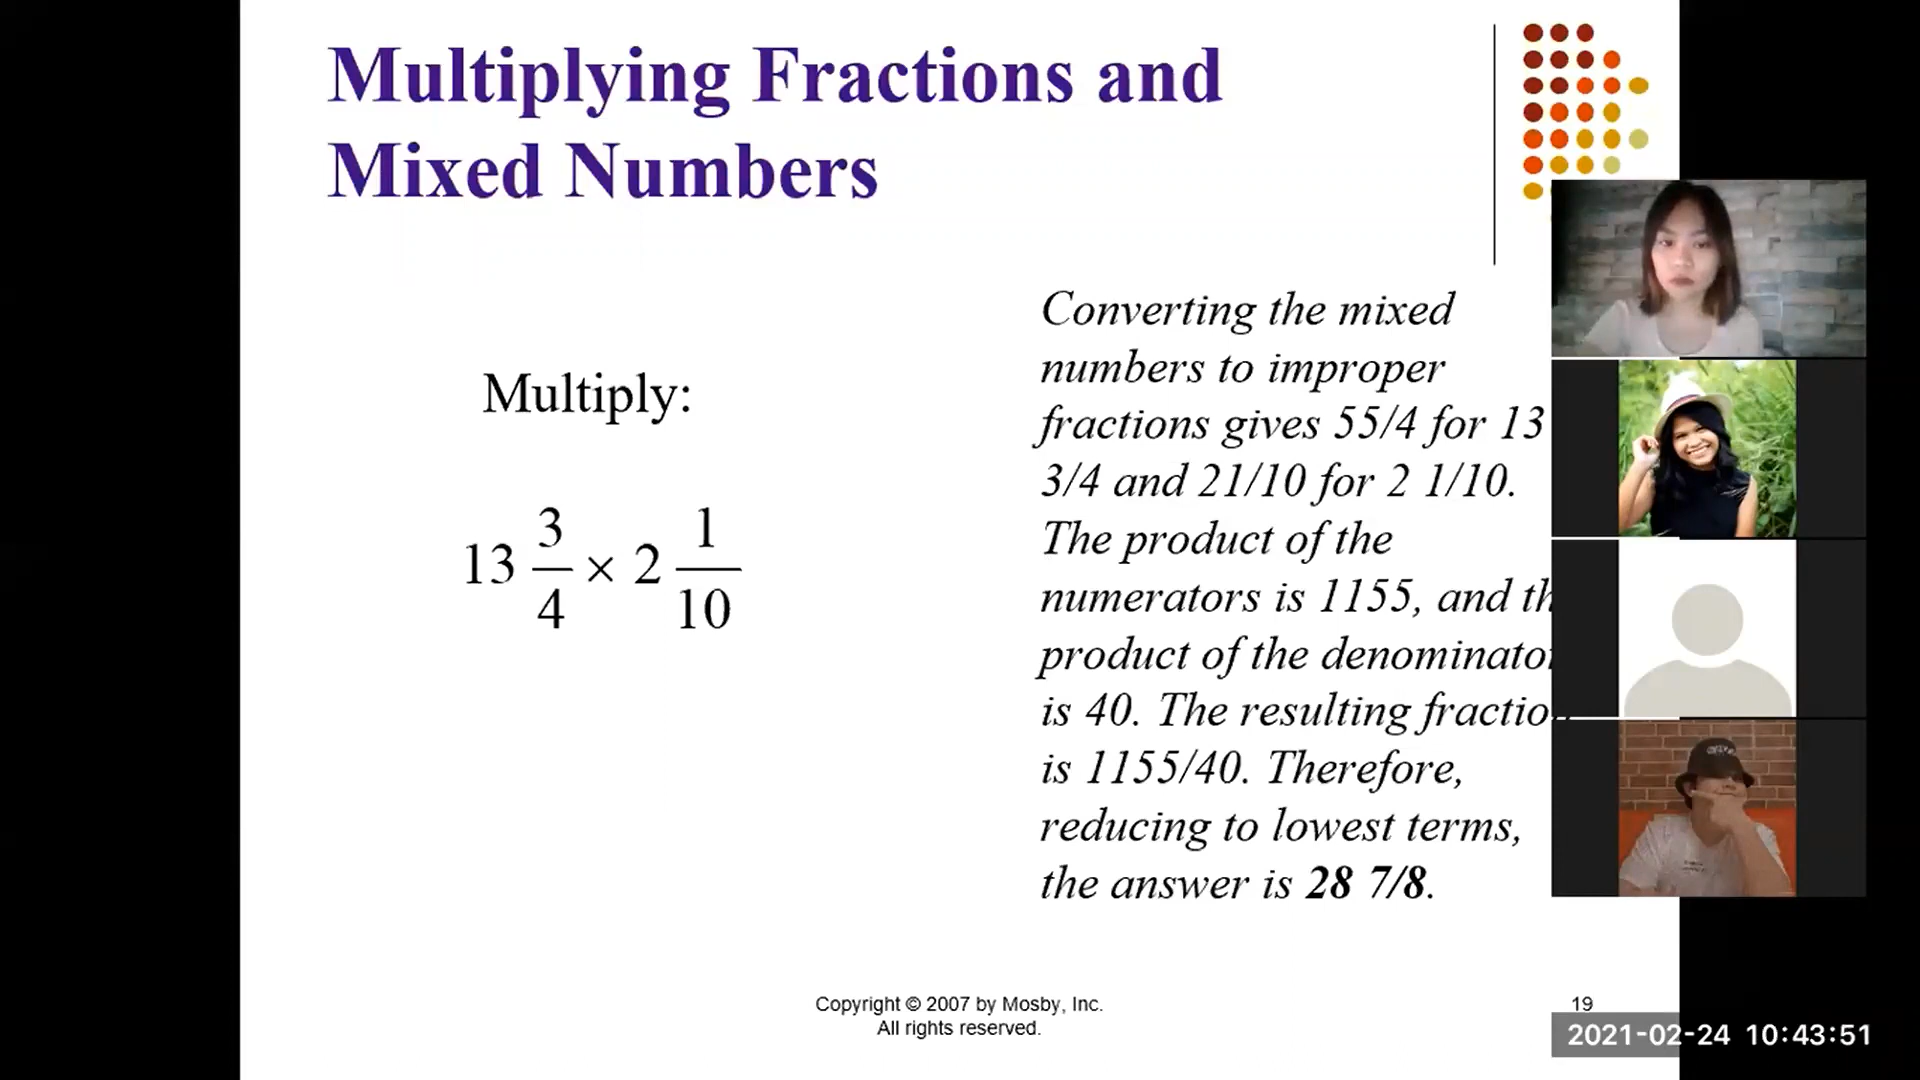 Multiplying Fractions and
Mixed Numbers
Multiply:
13 3/4 × 2 1/10
Converting the mixed
numbers to improper
fractions gives 55/4 for 13
3/4 and 21/10 for 2 1/10.
The product of the
numerators is 1155, and
product of the
is 40. The resulting
is 1155/40. Therefore,
reducing to lowest terms,
the answer is 28 7/8.
Copyright © 2007 by Mosby, Inc.
All rights reserved.
19
2021-02-24 10:43:51